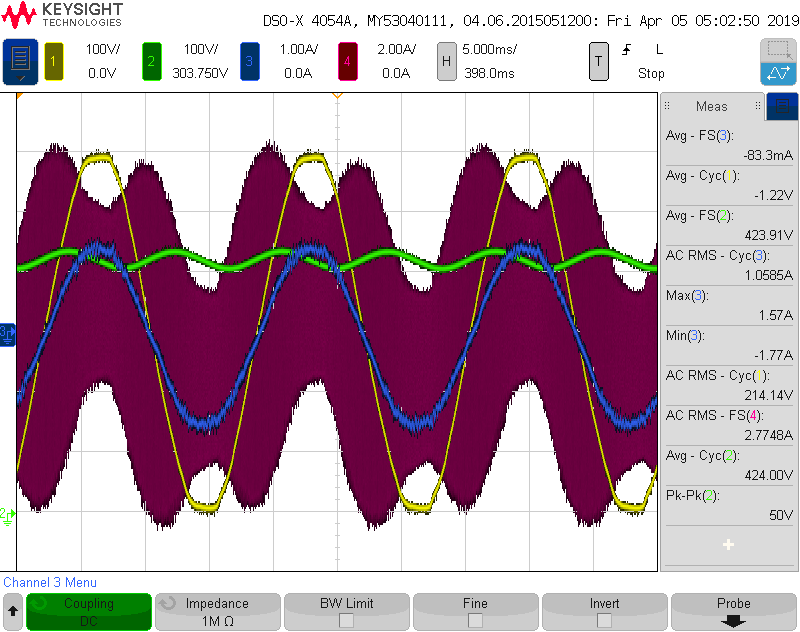 KEYSIGHT
TECHNOLOGIES
DSO-X 4054A, MY53040111, 04.06.2015051200: Fri Apr 05 05:02:50 2019
1 100V/ 2 100V/ 3 1.00A/ 4 2.00A/ H 5.000ms/ T L
0.0V 303.750V 0.0A 0.0A 398.0ms Stop
Meas
Avg - FS(3):
-83.3mA
Avg - Cyc( ):
-1.22V
Avg - FS(2):
423.91V
AC RMS - Cyc(3):
1.0585A
Max(3):
1.57A
Min(3):
-1.77A
AC RMS - Cyc( ):
214.14V
AC RMS - FS(4):
2.7748A
Avg - Cyc(2):
424.00V
Pk-Pk(2):
50V
3
2
Channel 3 Menu
Coupling Impedance BW Limit Fine Invert Probe
DC 1M Ω